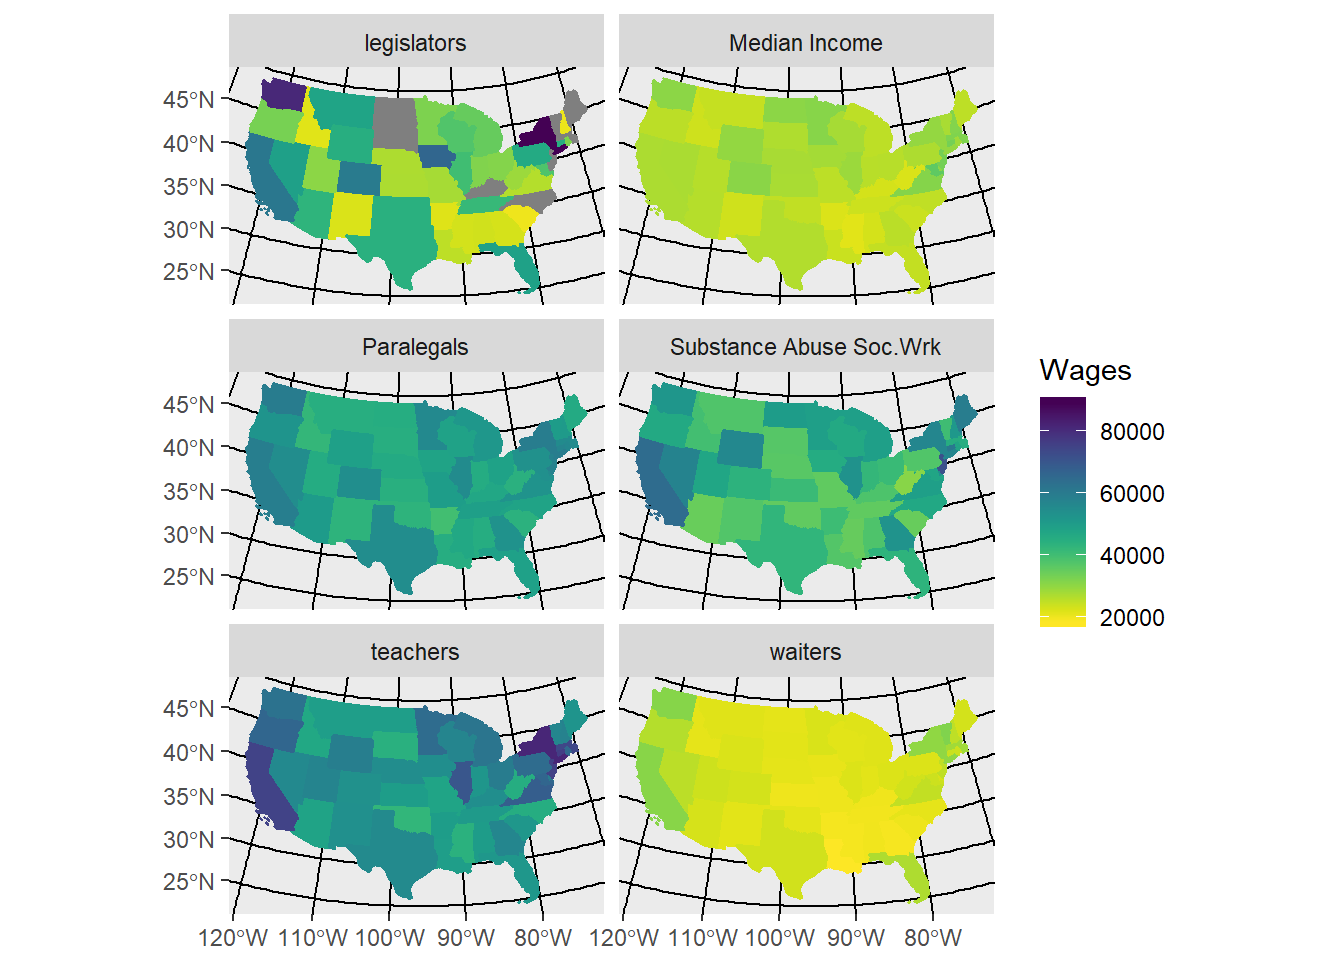 legislators Median Income
45°N
40°N
35°N
30°N
25°N
Paralegals Substance Abuse Soc.Wrk
45°N
40°N
35°N
30°N
25°N
Wages
80000
60000
40000
20000
teachers waiters
45°N
40°N
35°N
30°N
25°N
120°W 110°W 100°W 90°W 80°W 120°W 110°W 100°W 90°W 80°W